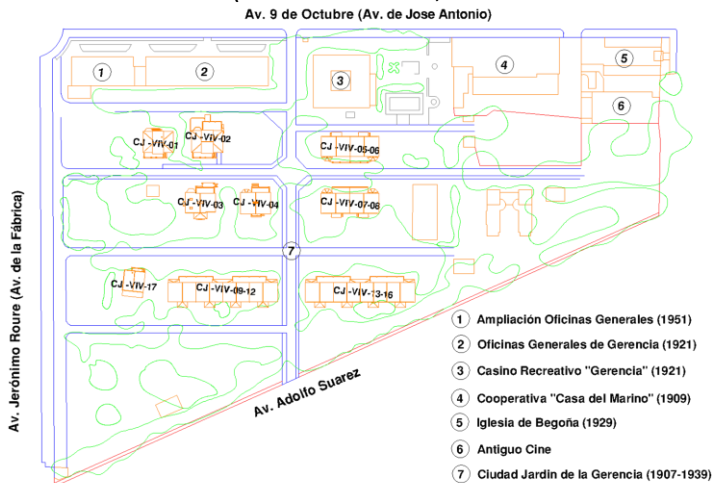 Av. 9 de Octubre (Av. de Jose Antonio)
1
2
3
4
5
6
CJ.-VIV-01
CJ.-VIV-02
CJ.-VIV-05-06
CJ.-VIV-03
CJ.-VIV-04
CJ.-VIV-07-08
7
CJ.-VIV-17
CJ.-VIV-09-12
CJ.-VIV-13-16
Av. Jerónimo Roure (Av. de la Fábrica)
Av. Adolfo Suarez
1 Ampliación Oficinas Generales (1951)
2 Oficinas Generales de Gerencia (1921)
3 Casino Recreativo "Gerencia" (1921)
4 Cooperativa "Casa del Marino" (1909)
5 Iglesia de Begoña (1929)
6 Antiguo Cine
7 Ciudad Jardin de la Gerencia (1907-1939)